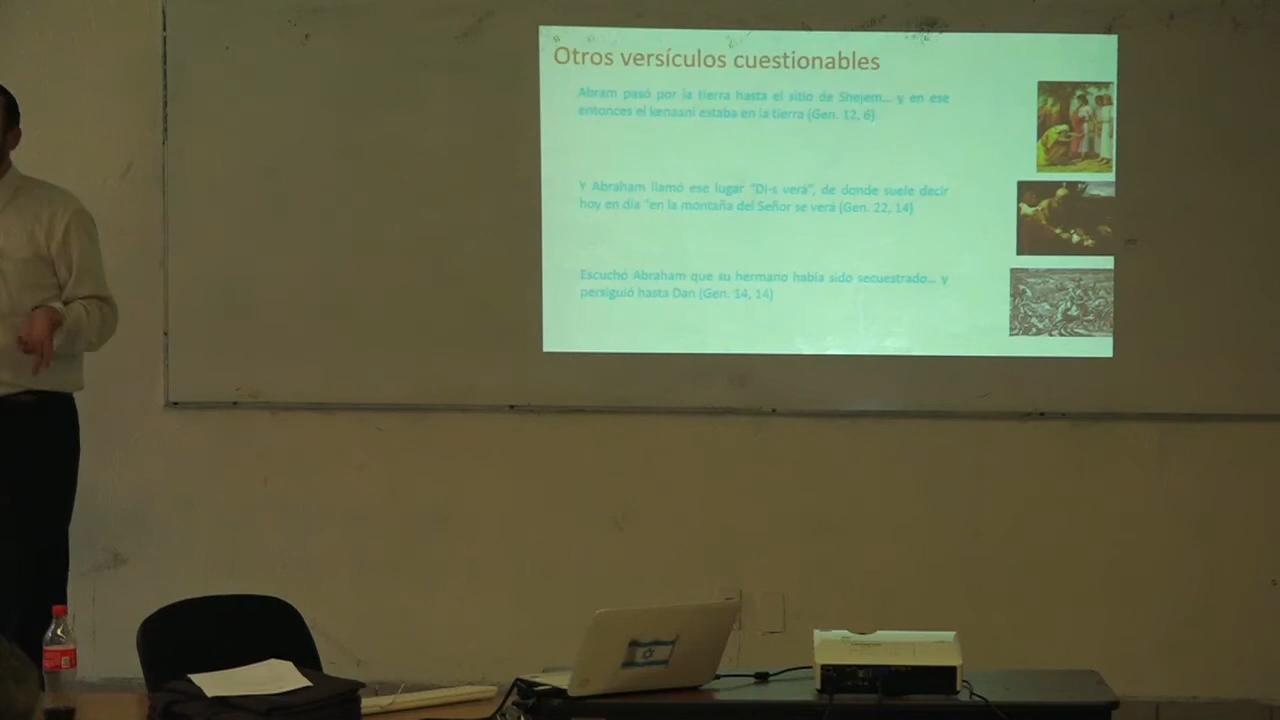 Otros versículos cuestionables
Abram pasó por la tierra hasta el sitio de Shejem... y en ese
entonces el kenaani estaba en la tierra (Gen. 12, 6)
Y Abraham llamó ese lugar "Di-s verá", de donde suele decir
hoy en día "en la montaña del Señor se verá (Gen. 22, 14)
Escuchó Abraham que su hermano había sido secuestrado... y
persiguió hasta Dan (Gen. 14, 14)